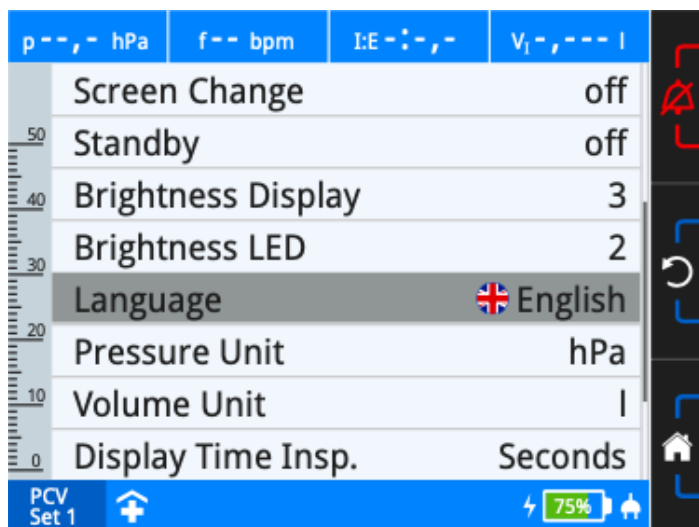 p--,- hPa f-- bpm I:E-:-,- VI-,--- l
Screen Change off
50
Standby off
Brightness Display 3
40
Brightness LED 2
30
Language English
20
Pressure Unit hPa
10
Volume Unit l
0
Display Time Insp. Seconds
PCV
Set 1
75%